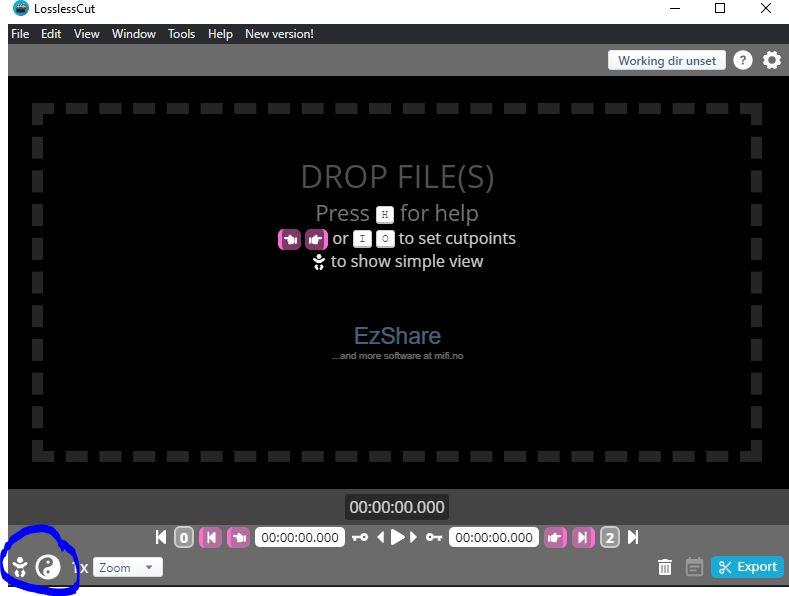 LosslessCut
File Edit View Window Tools Help New version!
Working dir unset ?
DROP FILE(S)
Press H for help
or I O to set cutpoints
to show simple view
EzShare
...and more software at mifi.no
00:00:00.000
0 00:00:00.000 00:00:00.000 2
1x Zoom Export